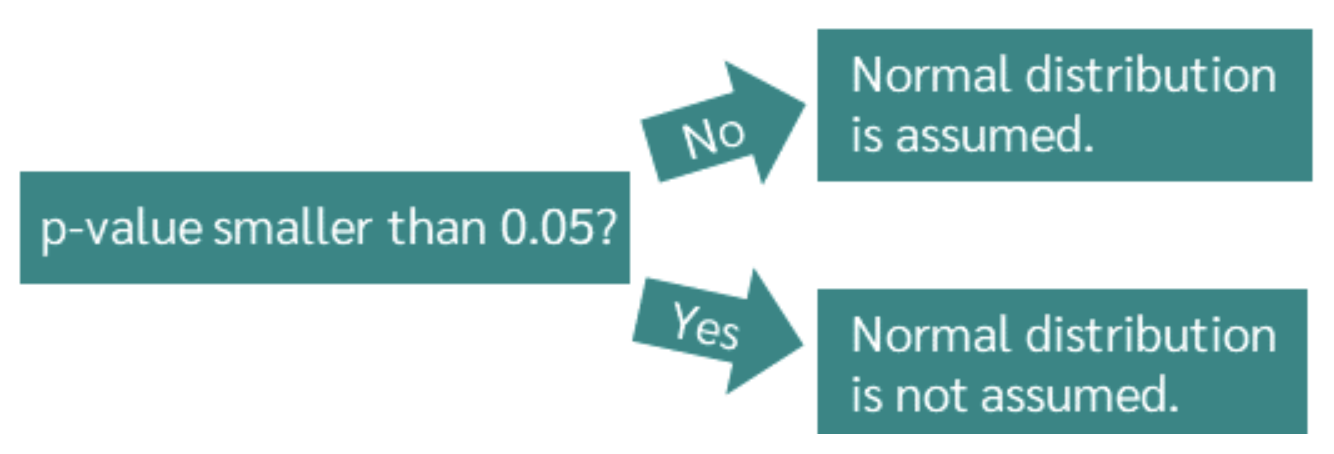 p-value smaller than 0.05?
No
Normal distribution
is assumed.
Yes
Normal distribution
is not assumed.